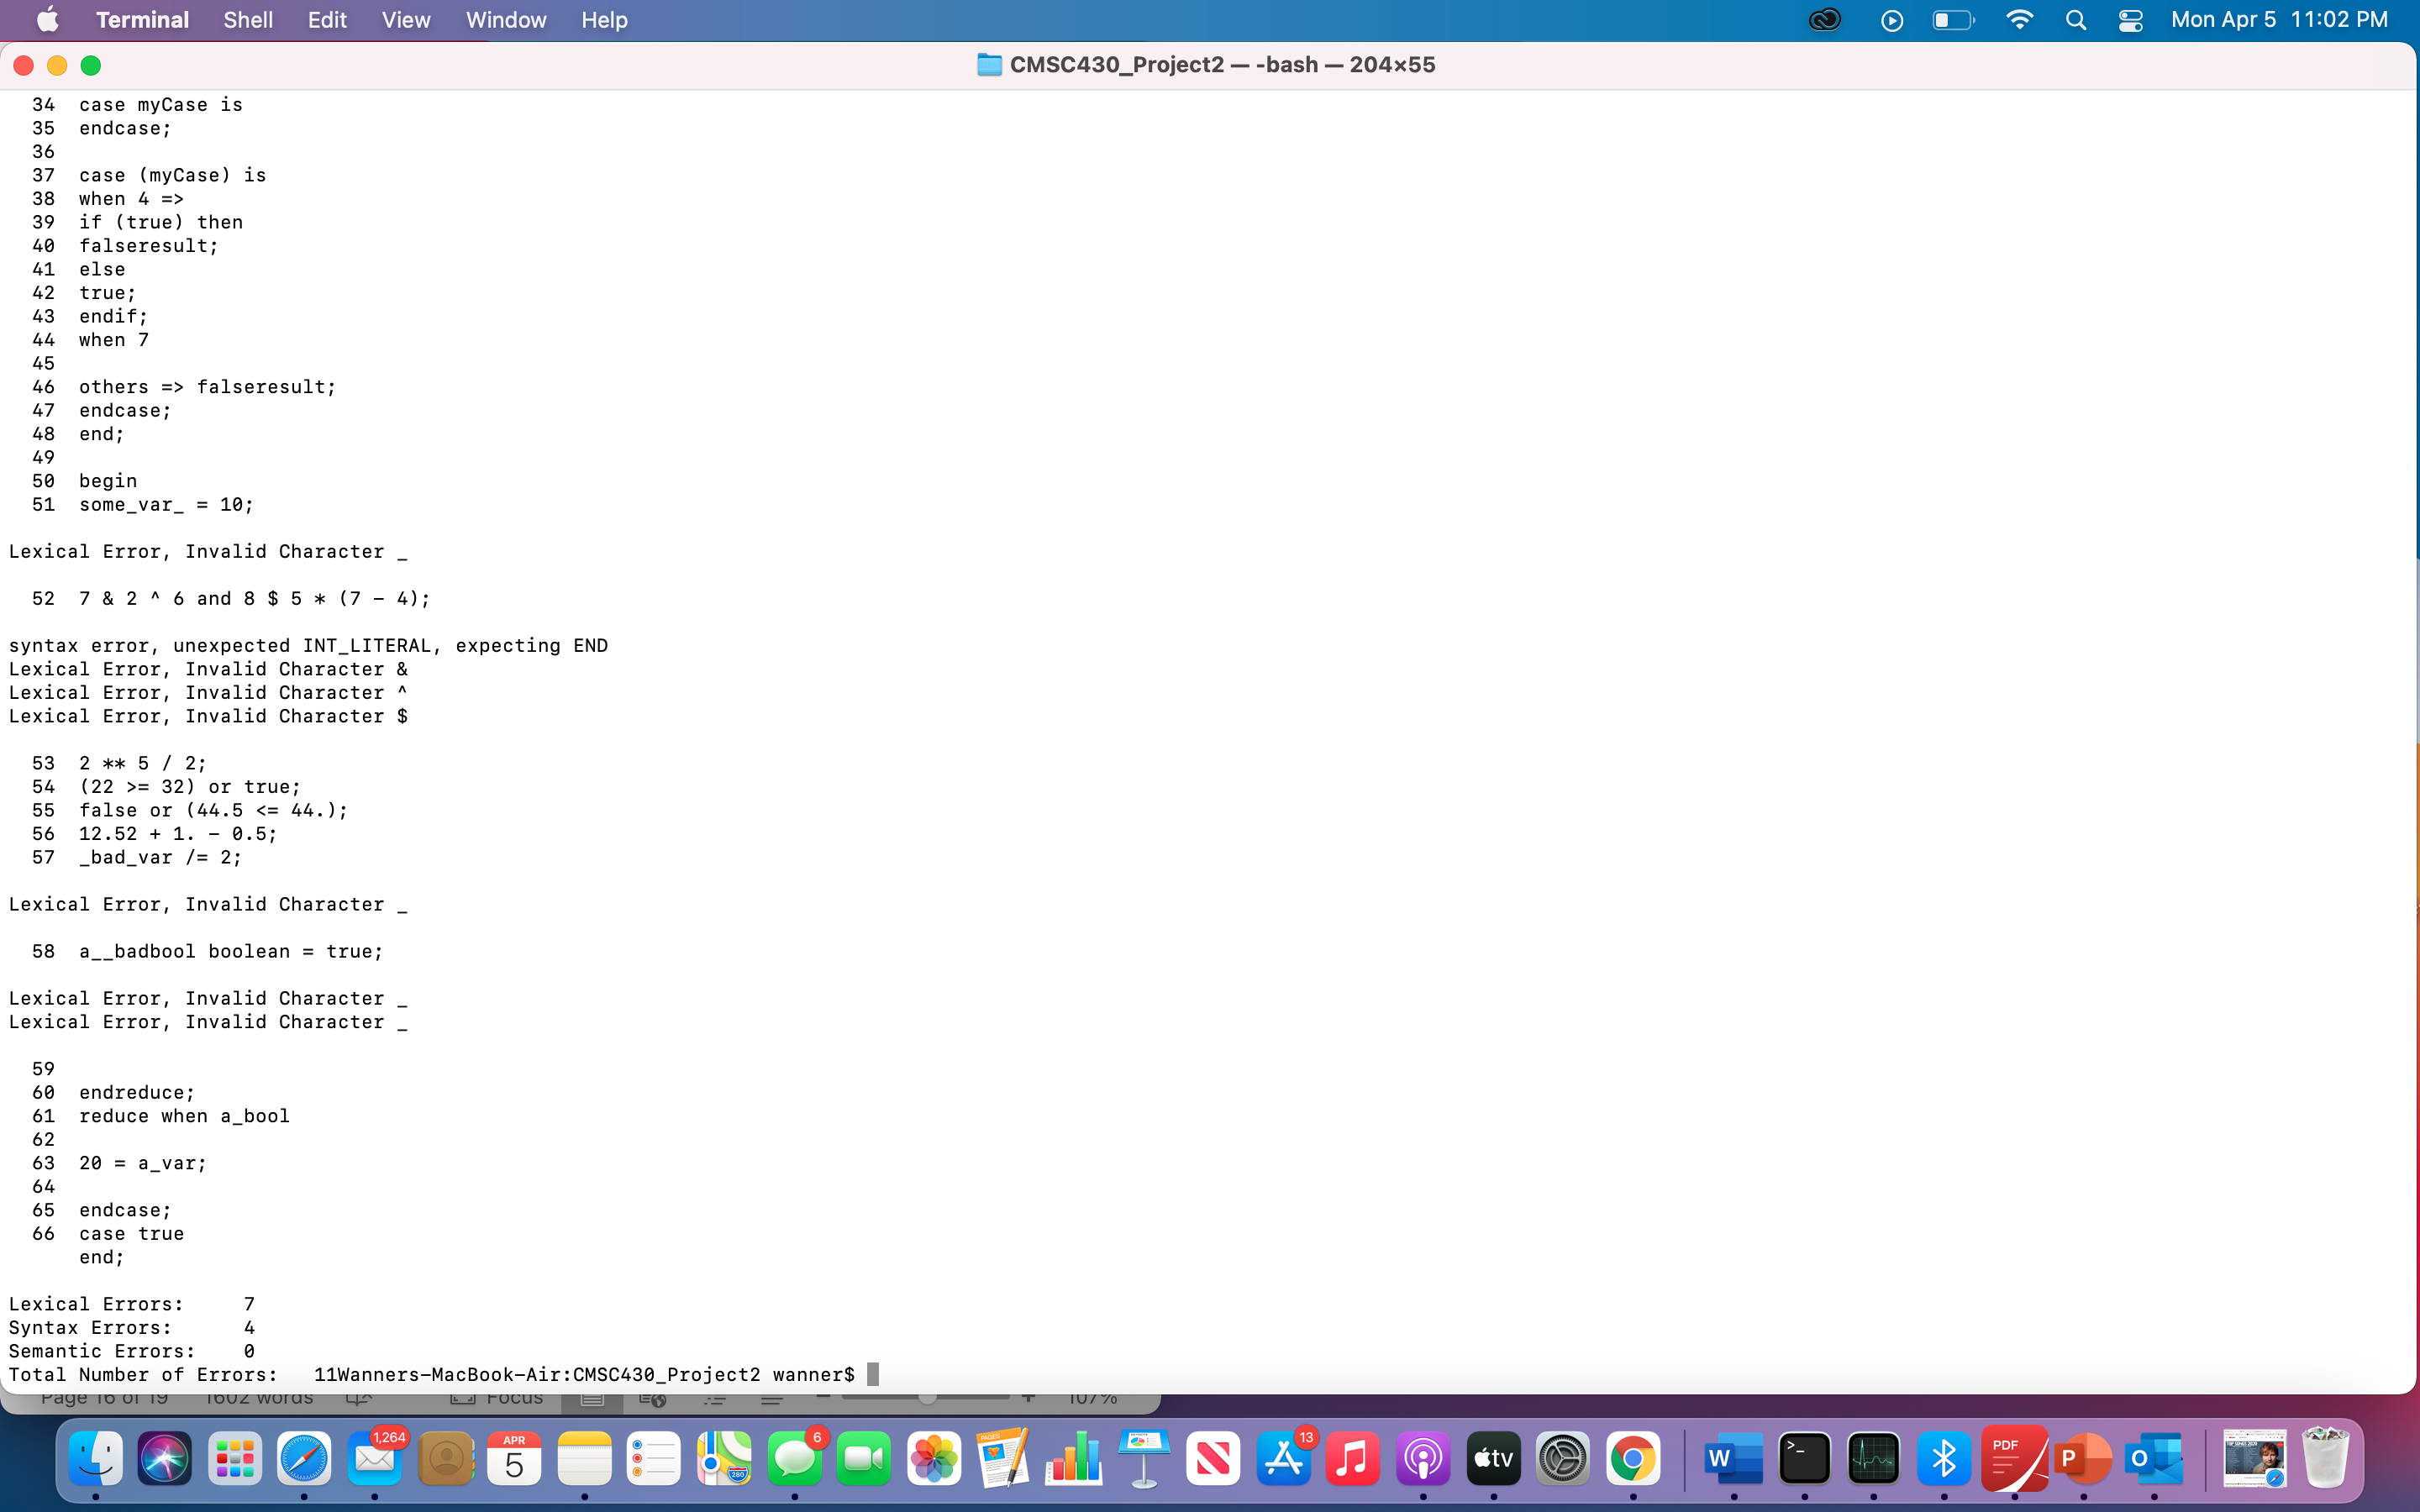 Terminal Shell Edit View Window Help Mon Apr 5 11:02 PM
CMSC430_Project2 — -bash — 204×55
34 case myCase is
35 endcase;
36
37 case (myCase) is
38 when 4 =>
39 if (true) then
40 falseresult;
41 else
42 true;
43 endif;
44 when 7
45
46 others => falseresult;
47 endcase;
48 end;
49
50 begin
51 some_var_ = 10;
Lexical Error, Invalid Character _
52 7 & 2 ^ 6 and 8 $ 5 * (7 - 4);
syntax error, unexpected INT_LITERAL, expecting END
Lexical Error, Invalid Character &
Lexical Error, Invalid Character ^
Lexical Error, Invalid Character $
53 2 ** 5 / 2;
54 (22 >= 32) or true;
55 false or (44.5 <= 44.);
56 12.52 + 1. - 0.5;
57 _bad_var /= 2;
Lexical Error, Invalid Character _
58 a__badbool boolean = true;
Lexical Error, Invalid Character _
Lexical Error, Invalid Character _
59
60 endreduce;
61 reduce when a_bool
62
63 20 = a_var;
64
65 endcase;
66 case true
end;
Lexical Errors: 7
Syntax Errors: 4
Semantic Errors: 0
Total Number of Errors: 11Wanners-MacBook-Air:CMSC430_Project2 wanner$
Page 16 of 19 1602 words Focus 107%
1,264 APR 5 6 PAGES 280 13 tv W >_ PDF P O